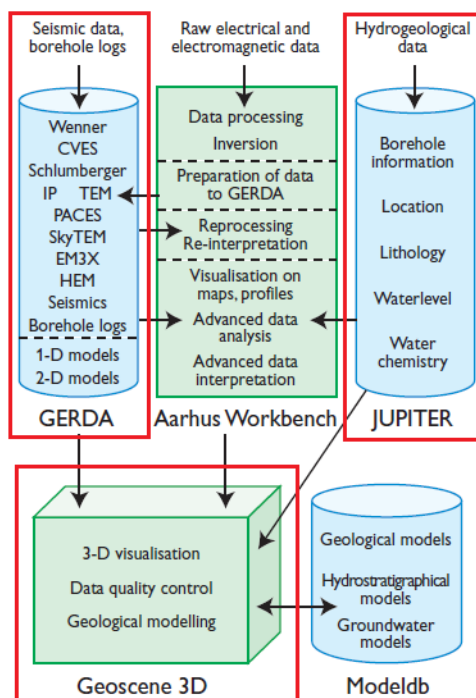 Seismic data,
borehole logs
Raw electrical and
electromagnetic data
Hydrogeological
data
Wenner
CVES
Schlumberger
IP TEM
PACES
SkyTEM
EM3X
HEM
Seismics
Borehole logs
1-D models
2-D models
GERDA
Data processing
Inversion
Preparation of data
to GERDA
Reprocessing
Re-interpretation
Visualisation on
maps, profiles
Advanced data
analysis
Advanced data
interpretation
Aarhus Workbench
Borehole
information
Location
Lithology
Waterlevel
Water
chemistry
JUPITER
3-D visualisation
Data quality control
Geological modelling
Geoscene 3D
Geological models
Hydrostratigraphical
models
Groundwater
models
Modeldb